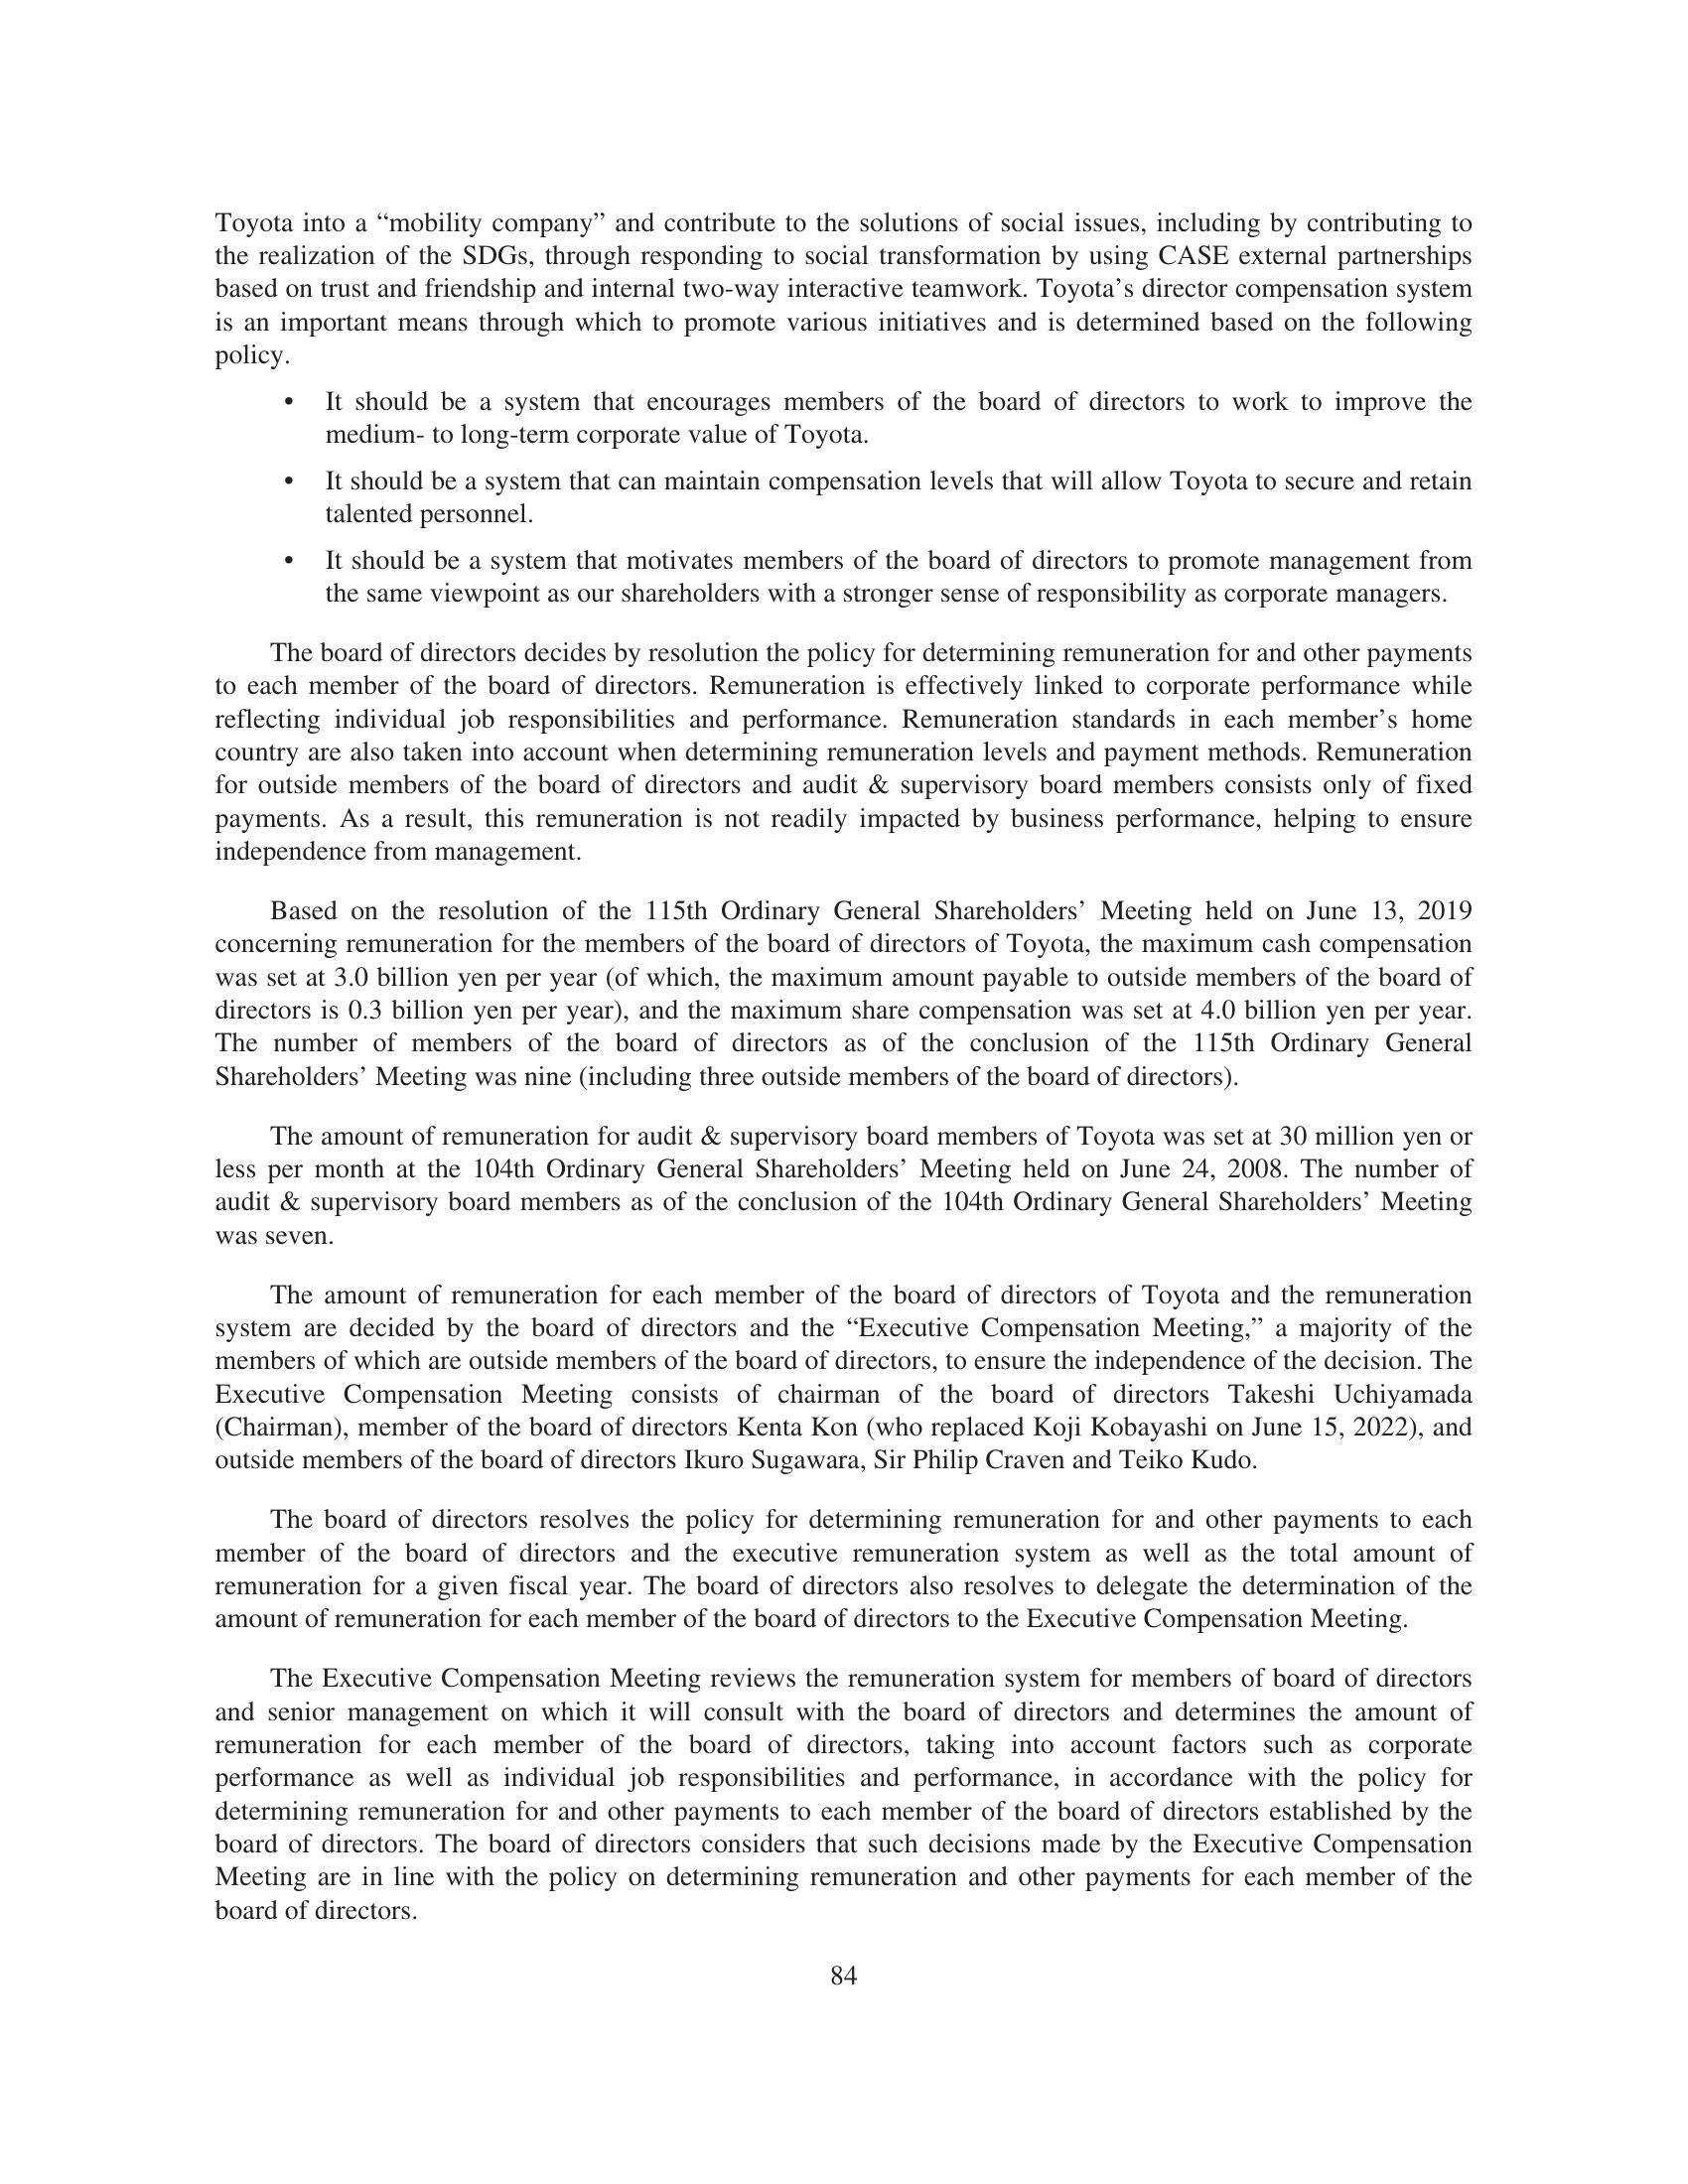 Toyota into a “mobility company” and contribute to the solutions of social issues, including by contributing to
the realization of the SDGs, through responding to social transformation by using CASE external partnerships
based on trust and friendship and internal two-way interactive teamwork. Toyota’s director compensation system
is an important means through which to promote various initiatives and is determined based on the following
policy.
• It should be a system that encourages members of the board of directors to work to improve the
medium- to long-term corporate value of Toyota.
• It should be a system that can maintain compensation levels that will allow Toyota to secure and retain
talented personnel.
• It should be a system that motivates members of the board of directors to promote management from
the same viewpoint as our shareholders with a stronger sense of responsibility as corporate managers.
The board of directors decides by resolution the policy for determining remuneration for and other payments
to each member of the board of directors. Remuneration is effectively linked to corporate performance while
reflecting individual job responsibilities and performance. Remuneration standards in each member’s home
country are also taken into account when determining remuneration levels and payment methods. Remuneration
for outside members of the board of directors and audit & supervisory board members consists only of fixed
payments. As a result, this remuneration is not readily impacted by business performance, helping to ensure
independence from management.
Based on the resolution of the 115th Ordinary General Shareholders’ Meeting held on June 13, 2019
concerning remuneration for the members of the board of directors of Toyota, the maximum cash compensation
was set at 3.0 billion yen per year (of which, the maximum amount payable to outside members of the board of
directors is 0.3 billion yen per year), and the maximum share compensation was set at 4.0 billion yen per year.
The number of members of the board of directors as of the conclusion of the 115th Ordinary General
Shareholders’ Meeting was nine (including three outside members of the board of directors).
The amount of remuneration for audit & supervisory board members of Toyota was set at 30 million yen or
less per month at the 104th Ordinary General Shareholders’ Meeting held on June 24, 2008. The number of
audit & supervisory board members as of the conclusion of the 104th Ordinary General Shareholders’ Meeting
was seven.
The amount of remuneration for each member of the board of directors of Toyota and the remuneration
system are decided by the board of directors and the “Executive Compensation Meeting,” a majority of the
members of which are outside members of the board of directors, to ensure the independence of the decision. The
Executive Compensation Meeting consists of chairman of the board of directors Takeshi Uchiyamada
(Chairman), member of the board of directors Kenta Kon (who replaced Koji Kobayashi on June 15, 2022), and
outside members of the board of directors Ikuro Sugawara, Sir Philip Craven and Teiko Kudo.
The board of directors resolves the policy for determining remuneration for and other payments to each
member of the board of directors and the executive remuneration system as well as the total amount of
remuneration for a given fiscal year. The board of directors also resolves to delegate the determination of the
amount of remuneration for each member of the board of directors to the Executive Compensation Meeting.
The Executive Compensation Meeting reviews the remuneration system for members of board of directors
and senior management on which it will consult with the board of directors and determines the amount of
remuneration for each member of the board of directors, taking into account factors such as corporate
performance as well as individual job responsibilities and performance, in accordance with the policy for
determining remuneration for and other payments to each member of the board of directors established by the
board of directors. The board of directors considers that such decisions made by the Executive Compensation
Meeting are in line with the policy on determining remuneration and other payments for each member of the
board of directors.
84